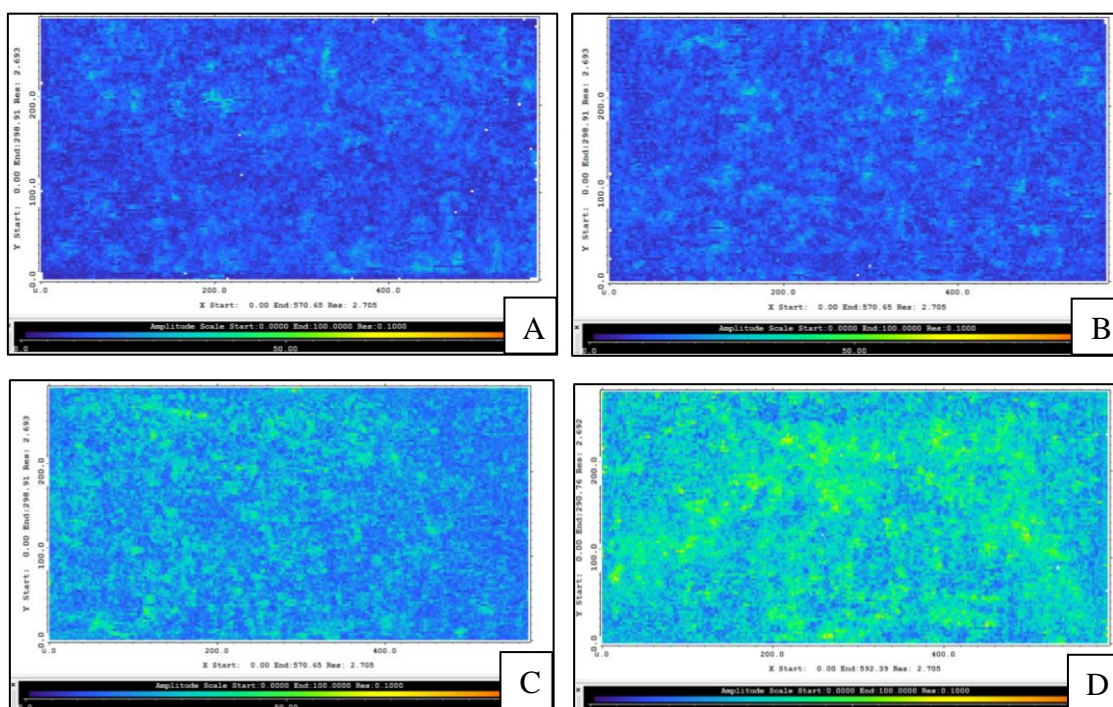 Y Start: 0.00 End:298.91 Res: 2.693
0.0 100.0 200.0
0.0 200.0 400.0
X Start: 0.00 End:570.65 Res: 2.705
Amplitude Scale Start:0.0000 End:100.0000 Res:0.1000
0.0 50.00
A
Y Start: 0.00 End:298.91 Res: 2.693
0.0 100.0 200.0
0.0 200.0 400.0
X Start: 0.00 End:570.65 Res: 2.705
Amplitude Scale Start:0.0000 End:100.0000 Res:0.1000
0.0 50.00
B
Y Start: 0.00 End:298.91 Res: 2.693
0.0 100.0 200.0
0.0 200.0 400.0
X Start: 0.00 End:570.65 Res: 2.705
Amplitude Scale Start:0.0000 End:100.0000 Res:0.1000
C
Y Start: 0.00 End:290.76 Res: 2.692
0.0 100.0 200.0
0.0 200.0 400.0
X Start: 0.00 End:592.39 Res: 2.705
Amplitude Scale Start:0.0000 End:100.0000 Res:0.1000
D